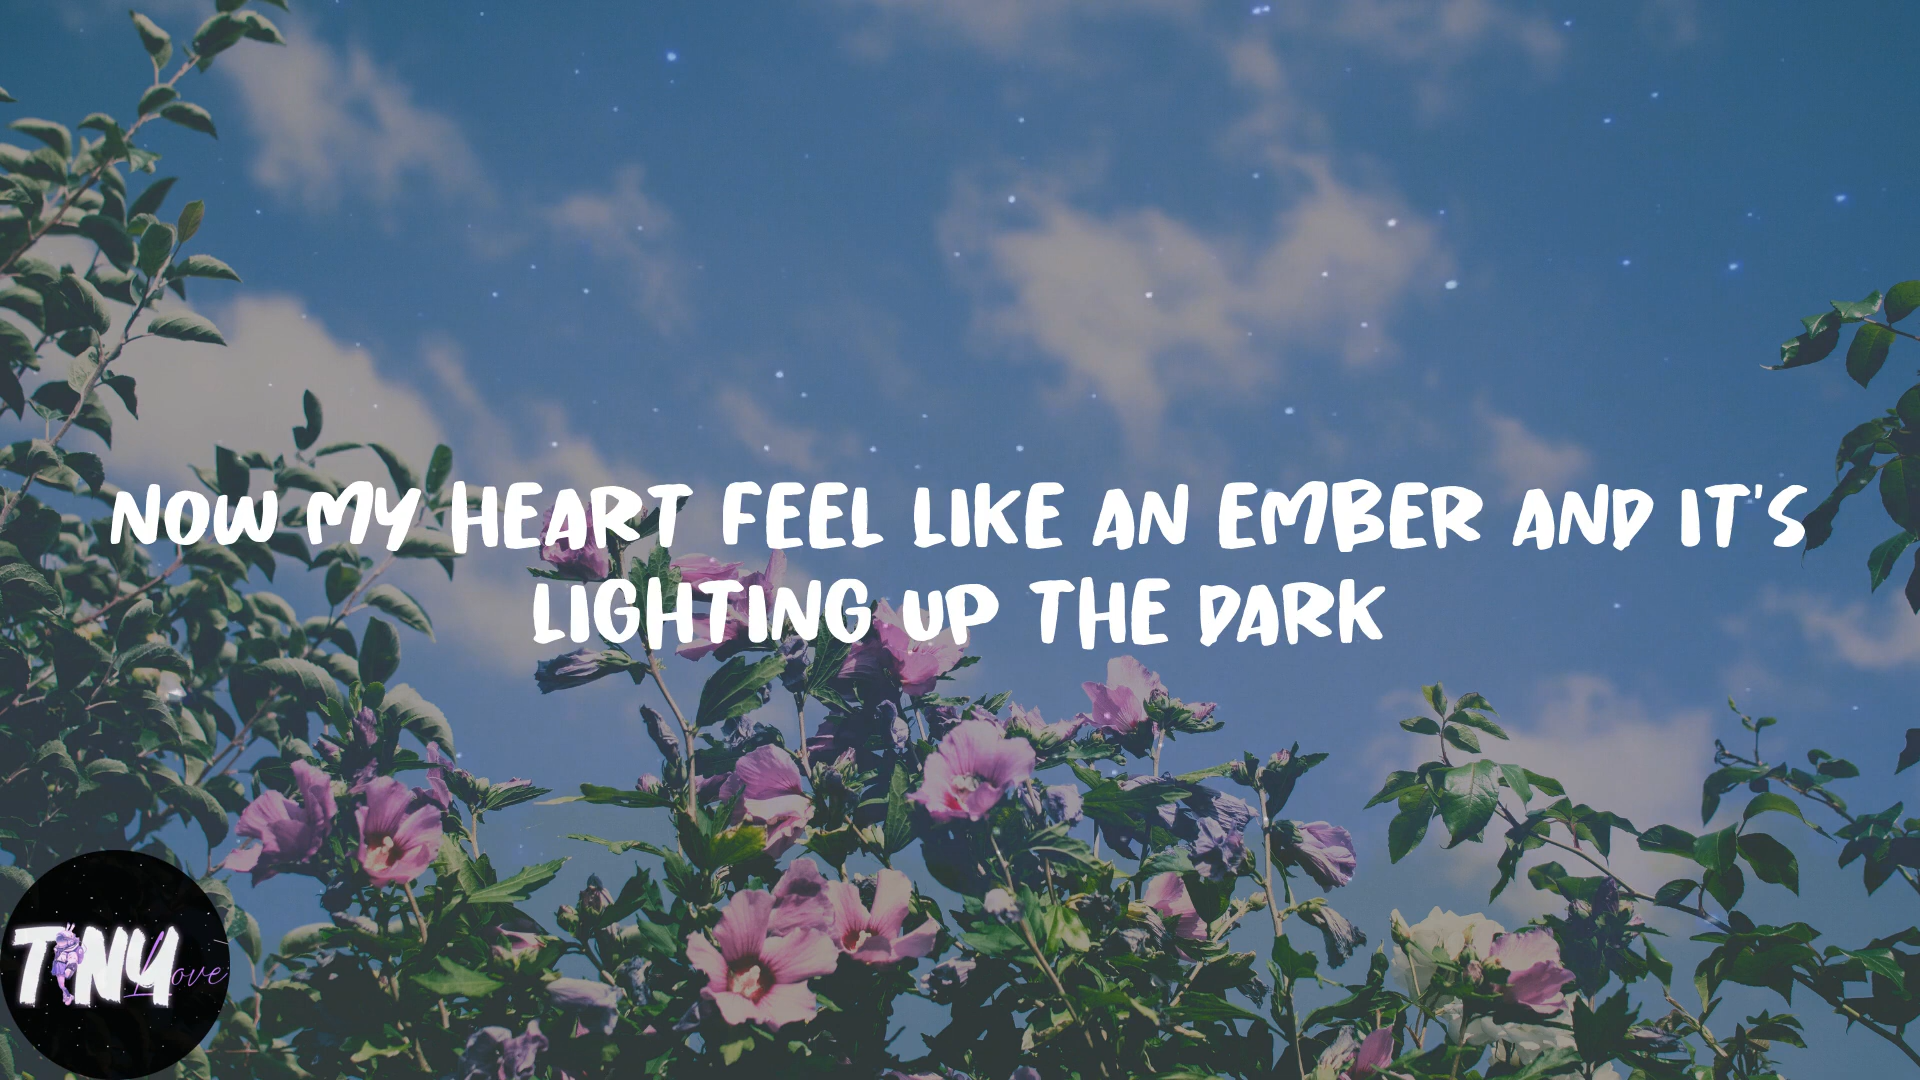 NOW MY HEART FEEL LIKE AN EMBER AND IT'S
LIGHTING UP THE DARK
TINY
Love